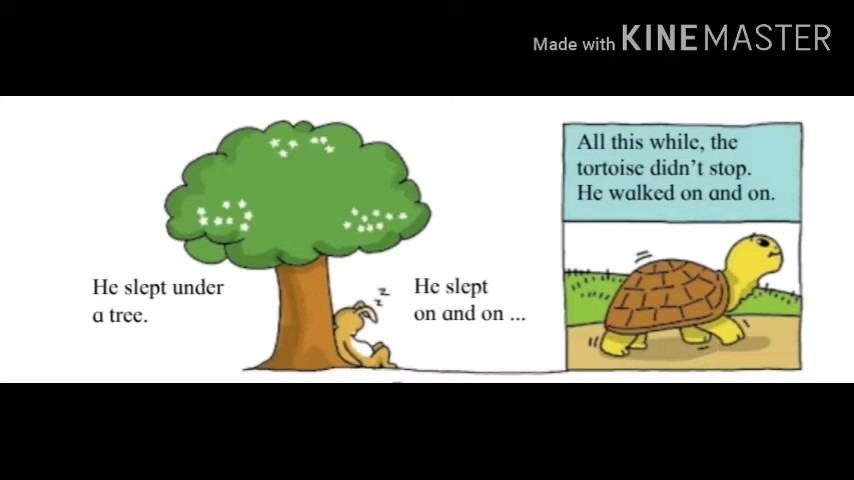 Made with KINEMASTER
He slept under
a tree.
He slept
on and on ...
All this while, the
tortoise didn't stop.
He walked on and on.